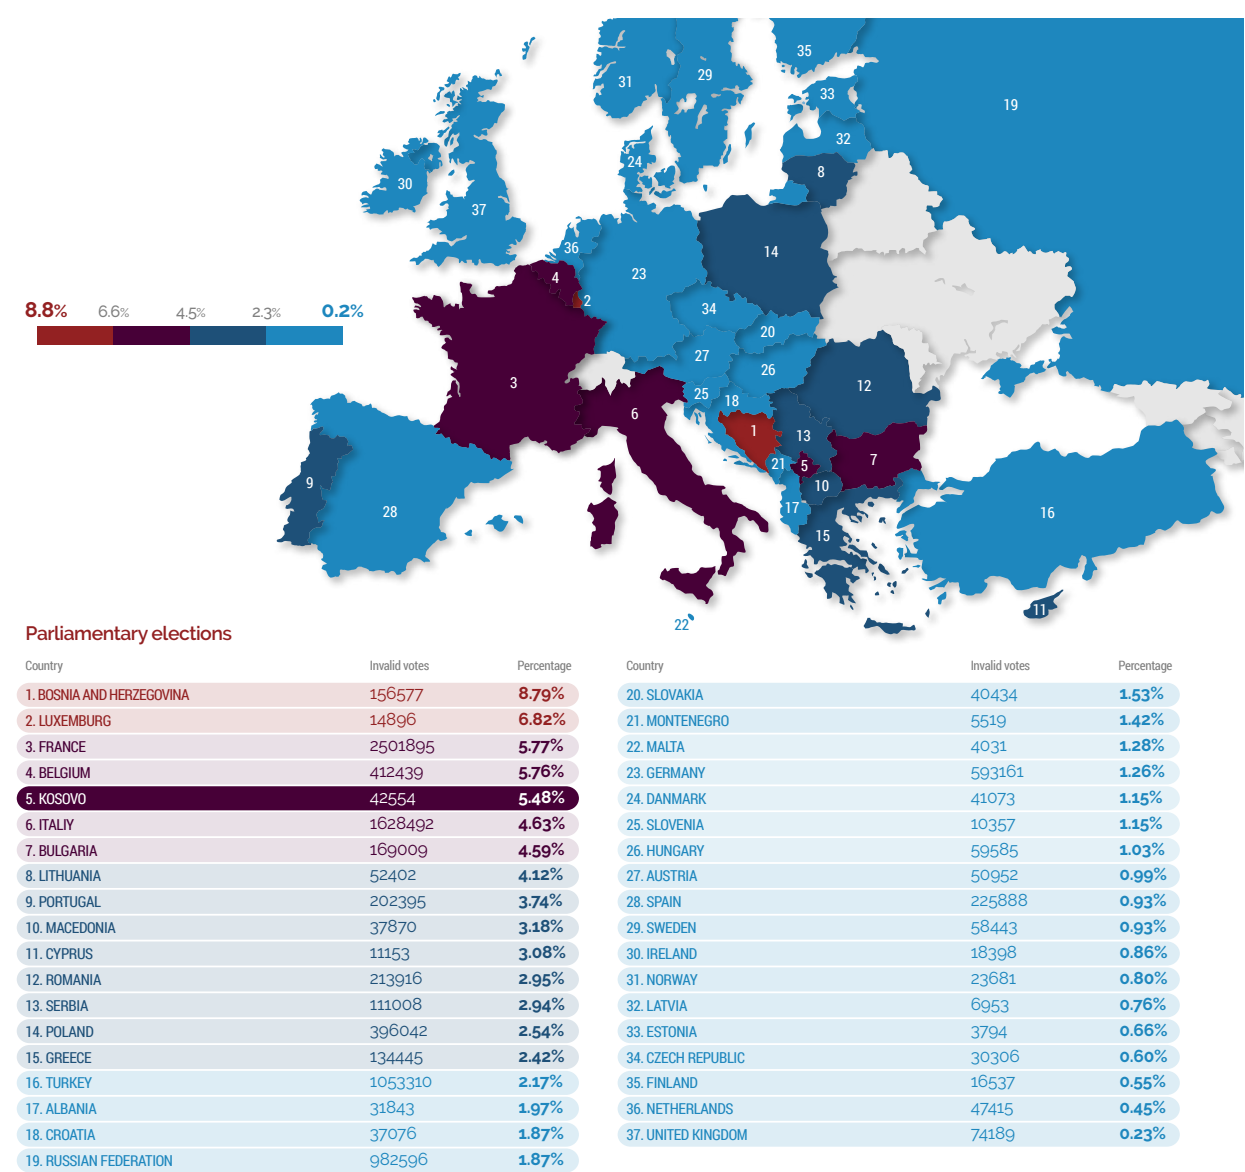 35
31
29
33
19
32
24
8
30
37
36
14
4
23
2
8.8% 6.6% 4.5% 2.3% 0.2%
34
20
27
26
3
12
25
18
6
1
13
21
5
7
9
10
28
17
16
15
11
22
Parliamentary elections
Country Invalid votes Percentage
1. BOSNIA AND HERZEGOVINA 156577 8.79%
2. LUXEMBURG 14896 6.82%
3. FRANCE 2501895 5.77%
4. BELGIUM 412439 5.76%
5. KOSOVO 42554 5.48%
6. ITALIY 1628492 4.63%
7. BULGARIA 169009 4.59%
8. LITHUANIA 52402 4.12%
9. PORTUGAL 202395 3.74%
10. MACEDONIA 37870 3.18%
11. CYPRUS 11153 3.08%
12. ROMANIA 213916 2.95%
13. SERBIA 111008 2.94%
14. POLAND 396042 2.54%
15. GREECE 134445 2.42%
16. TURKEY 1053310 2.17%
17. ALBANIA 31843 1.97%
18. CROATIA 37076 1.87%
19. RUSSIAN FEDERATION 982596 1.87%
Country Invalid votes Percentage
20. SLOVAKIA 40434 1.53%
21. MONTENEGRO 5519 1.42%
22. MALTA 4031 1.28%
23. GERMANY 593161 1.26%
24. DANMARK 41073 1.15%
25. SLOVENIA 10357 1.15%
26. HUNGARY 59585 1.03%
27. AUSTRIA 50952 0.99%
28. SPAIN 225888 0.93%
29. SWEDEN 58443 0.93%
30. IRELAND 18398 0.86%
31. NORWAY 23681 0.80%
32. LATVIA 6953 0.76%
33. ESTONIA 3794 0.66%
34. CZECH REPUBLIC 30306 0.60%
35. FINLAND 16537 0.55%
36. NETHERLANDS 47415 0.45%
37. UNITED KINGDOM 74189 0.23%